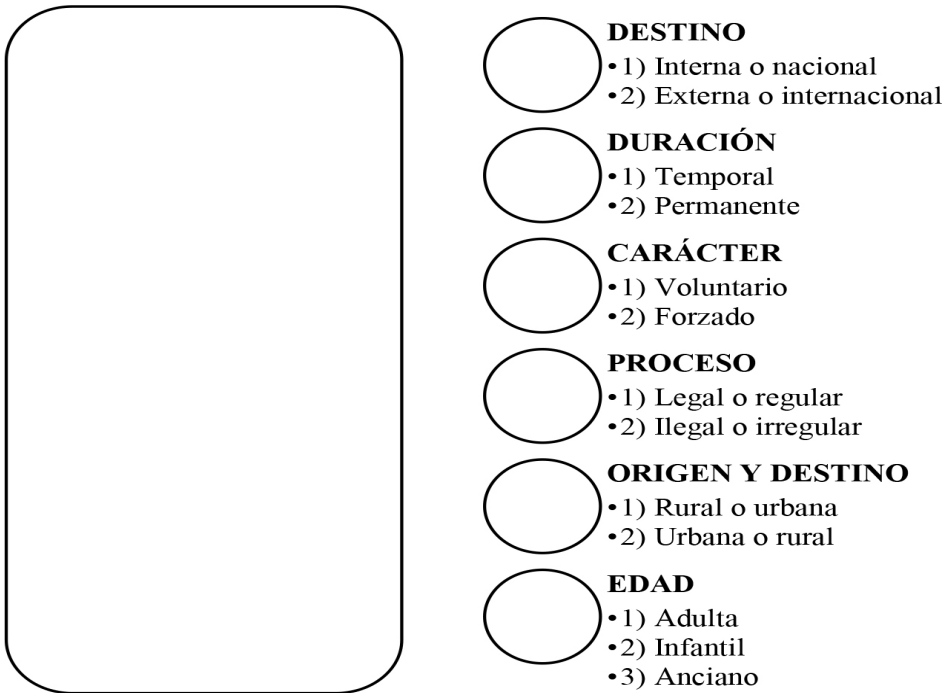 DESTINO
•1) Interna o nacional
•2) Externa o internacional
DURACIÓN
•1) Temporal
•2) Permanente
CARÁCTER
•1) Voluntario
•2) Forzado
PROCESO
•1) Legal o regular
•2) Ilegal o irregular
ORIGEN Y DESTINO
•1) Rural o urbana
•2) Urbana o rural
EDAD
•1) Adulta
•2) Infantil
•3) Anciano